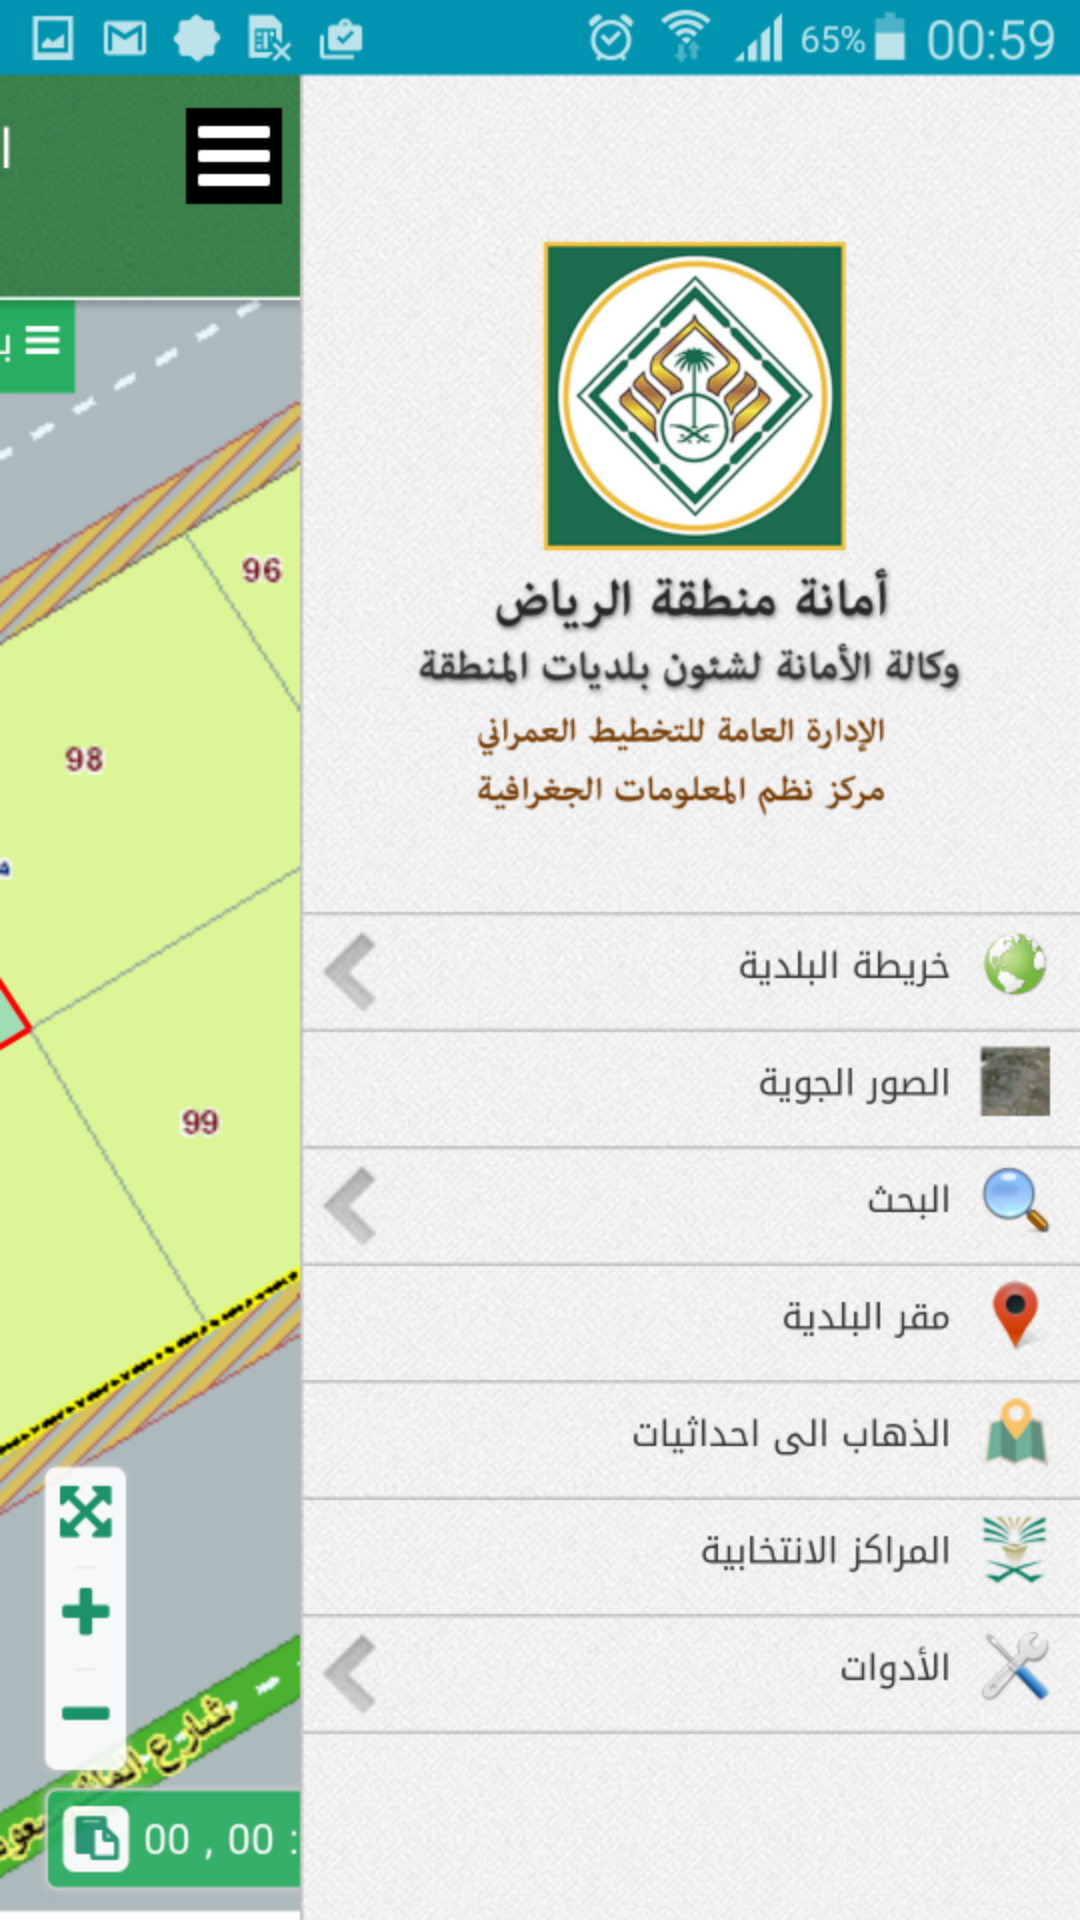 65% 00:59
أمانة منطقة الرياض
وكالة الأمانة لشئون بلديات المنطقة
الإدارة العامة للتخطيط العمراني
مركز نظم المعلومات الجغرافية
خريطة البلدية
الصور الجوية
البحث
مقر البلدية
الذهاب الى احداثيات
المراكز الانتخابية
الأدوات
96
98
99
شارع
00 , 00 :